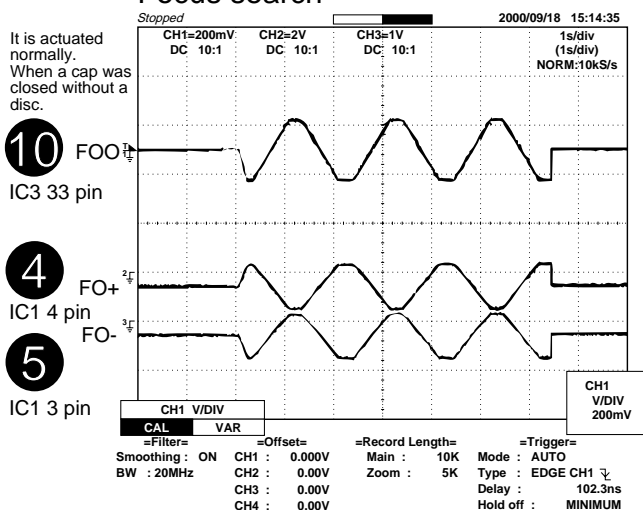 Focus search
Stopped 2000/09/18 15:14:35
CH1=200mV CH2=2V CH3=1V 1s/div
DC 10:1 DC 10:1 DC 10:1 (1s/div)
NORM:10kS/s
It is actuated
normally.
When a cap was
closed without a
disc.
10 FOO
IC3 33 pin
4 FO+ 2
IC1 4 pin
FO- 3
5
IC1 3 pin
CH1
V/DIV
200mV
CH1 V/DIV
CAL VAR
=Filter= =Offset= =Record Length= =Trigger=
Smoothing : ON CH1 : 0.000V Main : 10K Mode : AUTO
BW : 20MHz CH2 : 0.00V Zoom : 5K Type : EDGE CH1
CH3 : 0.00V Delay : 102.3ns
CH4 : 0.00V Hold off : MINIMUM